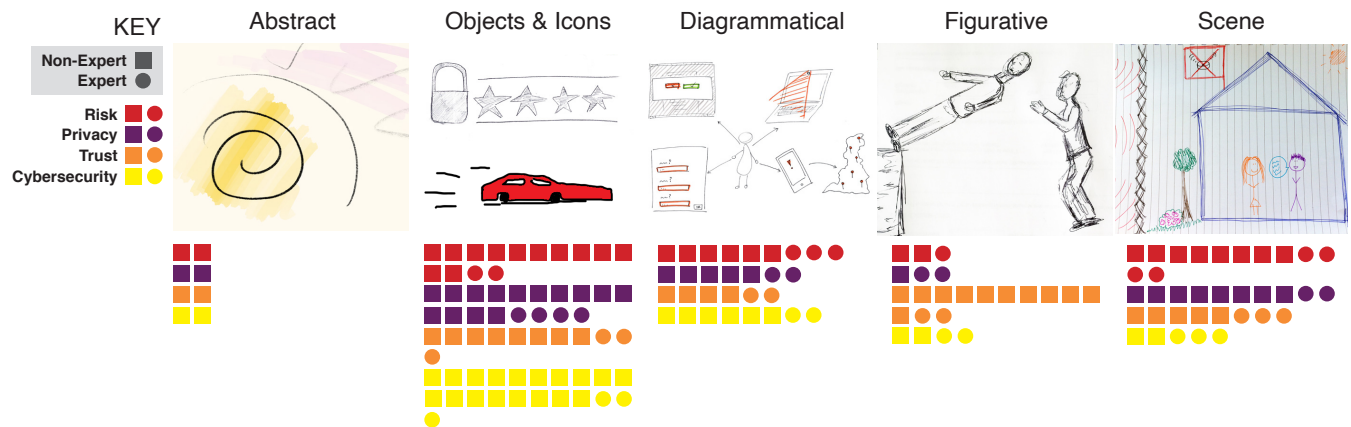 KEY
Non-Expert
Expert
Risk
Privacy
Trust
Cybersecurity
Abstract
Objects & Icons
Diagrammatical
Figurative
Scene